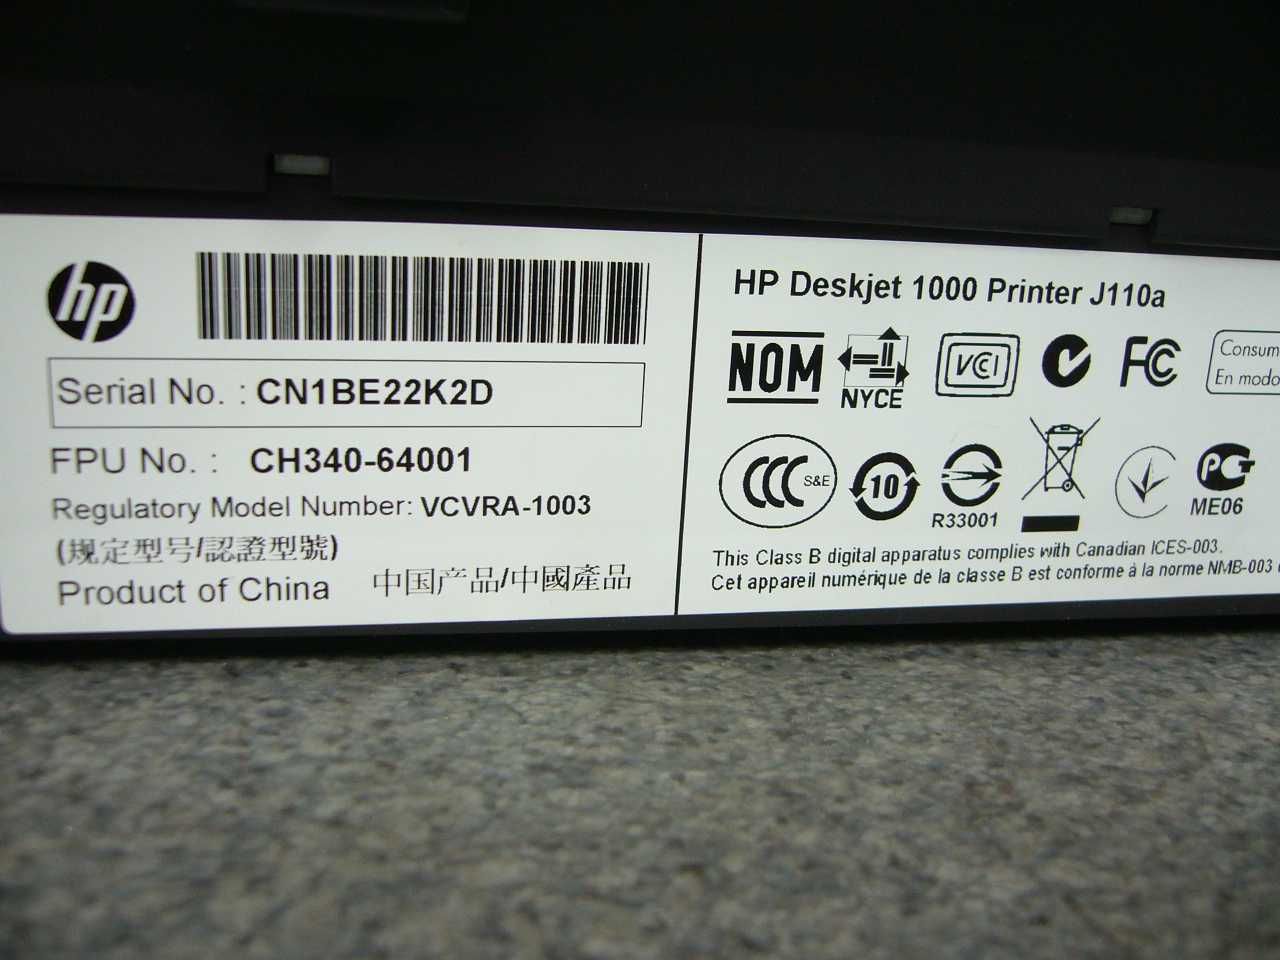 hp
Serial No. : CN1BE22K2D
FPU No. : CH340-64001
Regulatory Model Number: VCVRA-1003
(规定型号/認證型號)
Product of China 中国产品/中國產品
HP Deskjet 1000 Printer J110a
NOM
NYCE
VCCI
FC
Consum
En modo
CCC S&E
10
R33001
PCT
ME06
This Class B digital apparatus complies with Canadian ICES-003.
Cet appareil numérique de la classe B est conforme à la norme NMB-003